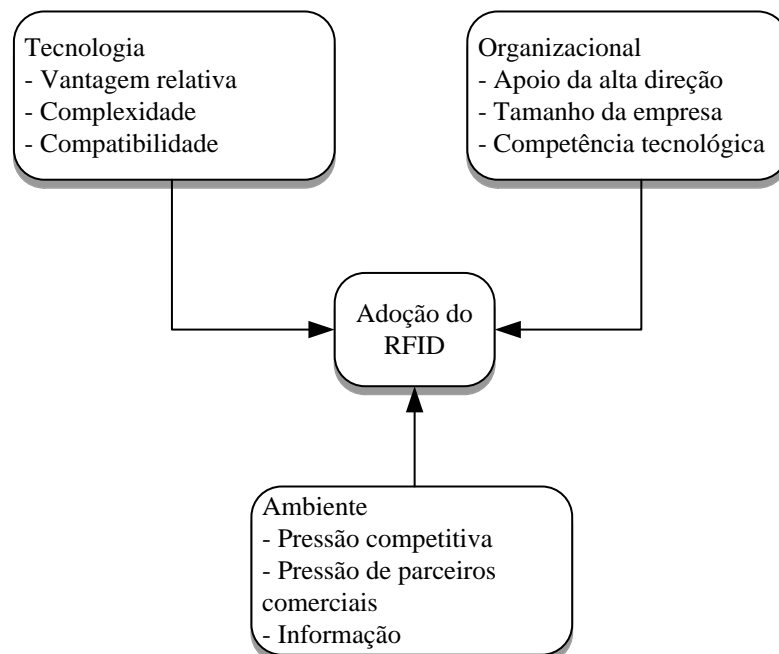 Tecnologia
- Vantagem relativa
- Complexidade
- Compatibilidade
Organizacional
- Apoio da alta direção
- Tamanho da empresa
- Competência tecnológica
Adoção do
RFID
Ambiente
- Pressão competitiva
- Pressão de parceiros
comerciais
- Informação